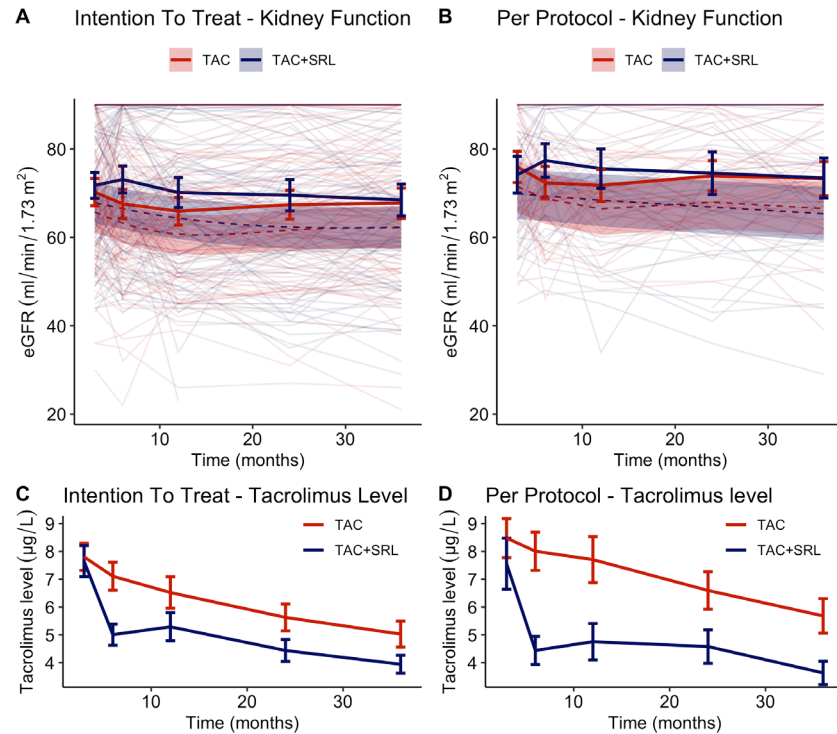 A Intention To Treat - Kidney Function
TAC TAC+SRL
eGFR (ml/min/1.73 m²)
80
60
40
20
10 20 30
Time (months)
B Per Protocol - Kidney Function
TAC TAC+SRL
eGFR (ml/min/1.73 m²)
80
60
40
20
10 20 30
Time (months)
C Intention To Treat - Tacrolimus Level
TAC
TAC+SRL
Tacrolimus level (µg/L)
9
8
7
6
5
4
10 20 30
Time (months)
D Per Protocol - Tacrolimus level
TAC
TAC+SRL
Tacrolimus level (µg/L)
9
8
7
6
5
4
10 20 30
Time (months)